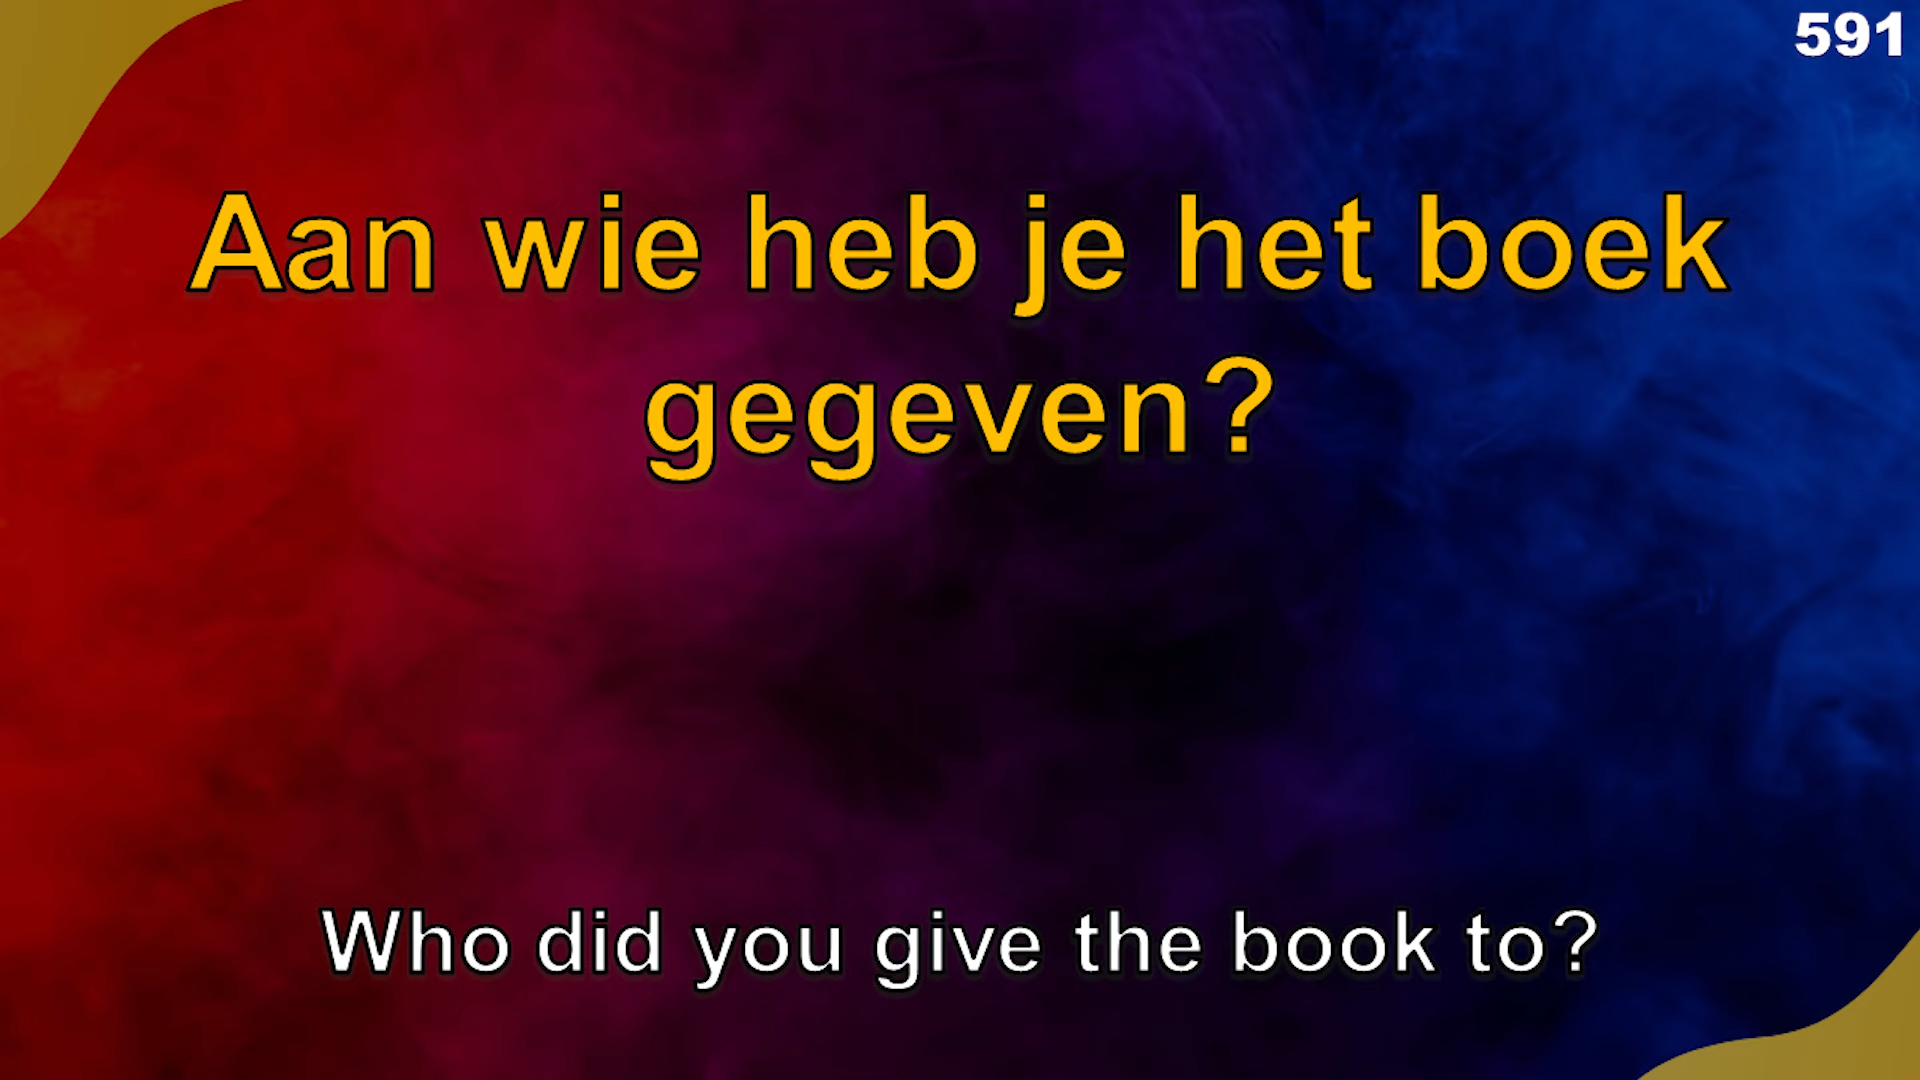 591
Aan wie heb je het boek
gegeven?
Who did you give the book to?